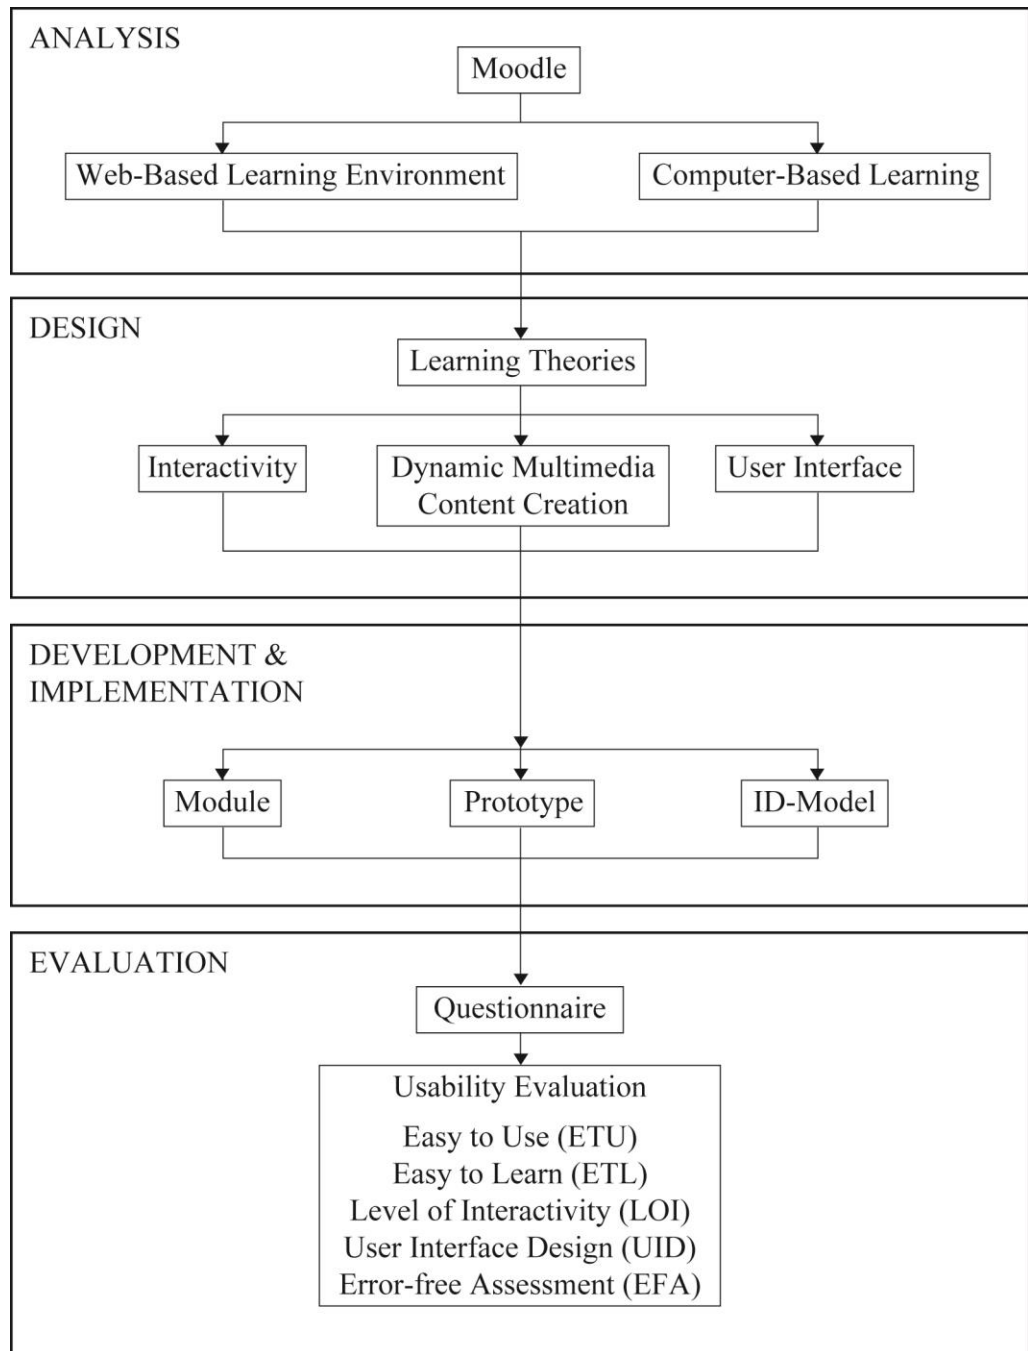 ANALYSIS
Moodle
Web-Based Learning Environment
Computer-Based Learning
DESIGN
Learning Theories
Interactivity
Dynamic Multimedia
Content Creation
User Interface
DEVELOPMENT &
IMPLEMENTATION
Module
Prototype
ID-Model
EVALUATION
Questionnaire
Usability Evaluation
Easy to Use (ETU)
Easy to Learn (ETL)
Level of Interactivity (LOI)
User Interface Design (UID)
Error-free Assessment (EFA)